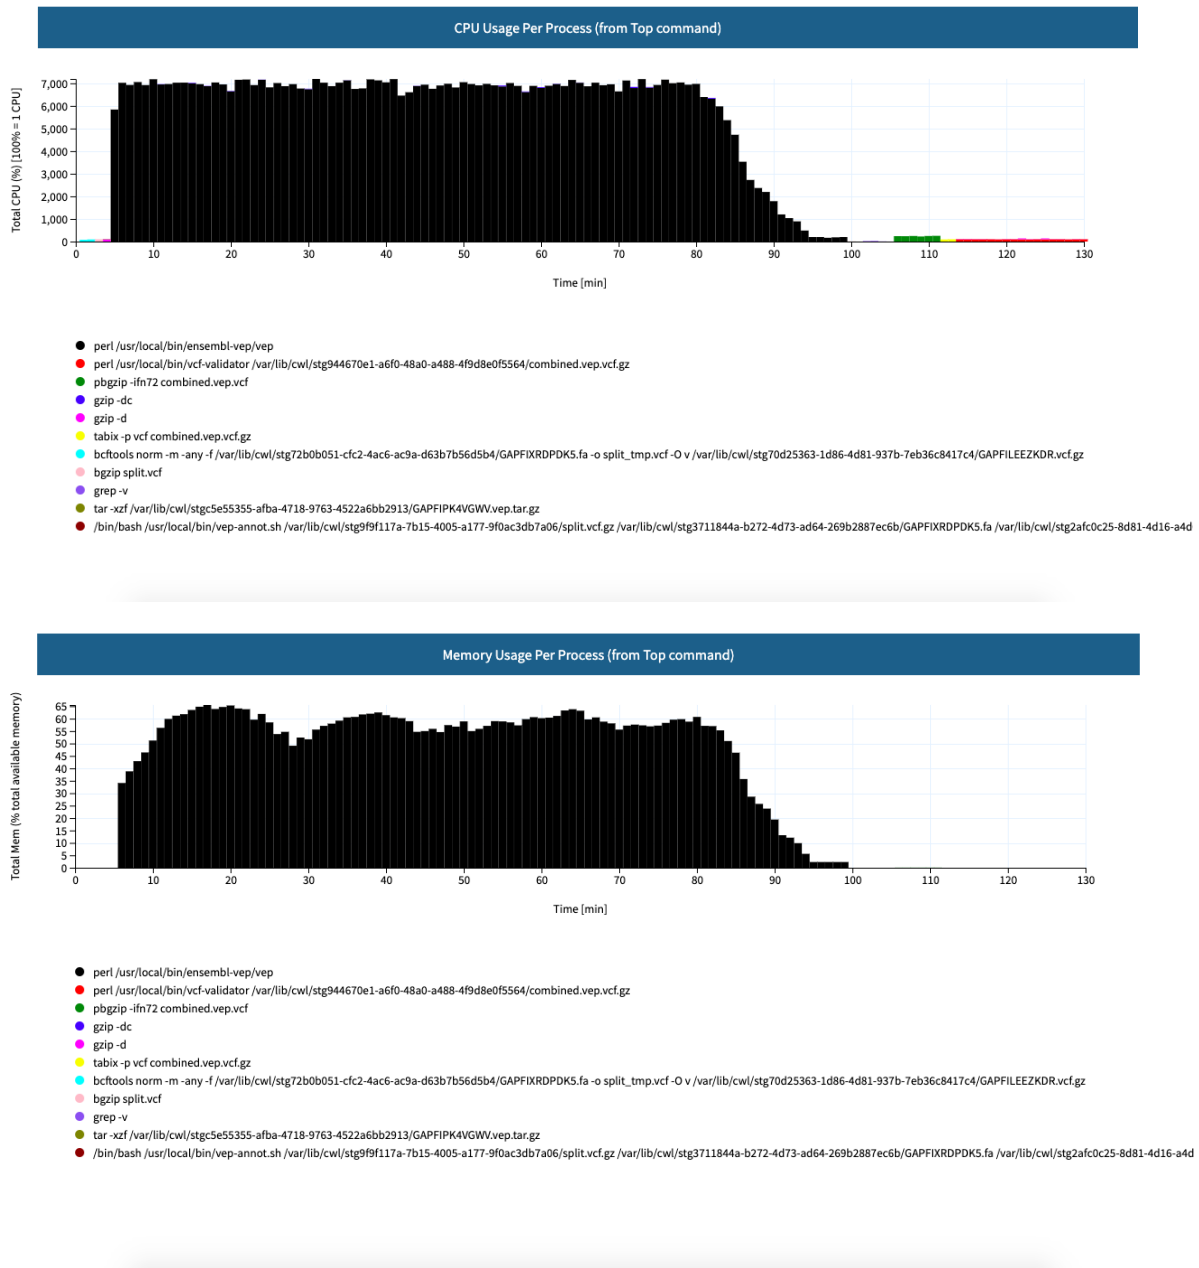 CPU Usage Per Process (from Top command)
Total CPU (%) [100% = 1 CPU]
7,000
6,000
5,000
4,000
3,000
2,000
1,000
0
0 10 20 30 40 50 60 70 80 90 100 110 120 130
Time [min]
perl /usr/local/bin/ensembl-vep/vep
perl /usr/local/bin/vcf-validator /var/lib/cwl/stg944670e1-a6f0-48a0-a488-4f9d8e0f5564/combined.vep.vcf.gz
pbgzip -ifn72 combined.vep.vcf
gzip -dc
gzip -d
tabix -p vcf combined.vep.vcf.gz
bcftools norm -m -any -f /var/lib/cwl/stg72b0b051-cfc2-4ac6-ac9a-d63b7b56d5b4/GAPFIXRDPDK5.fa -o split_tmp.vcf -O v /var/lib/cwl/stg70d25363-1d86-4d81-937b-7eb36c8417c4/GAPFILEEZKDR.vcf.gz
bgzip split.vcf
grep -v
tar -xzf /var/lib/cwl/stgc5e55355-afba-4718-9763-4522a6bb2913/GAPFIPK4VGWV.vep.tar.gz
/bin/bash /usr/local/bin/vep-annot.sh /var/lib/cwl/stg9f9f117a-7b15-4005-a177-9f0ac3db7a06/split.vcf.gz /var/lib/cwl/stg3711844a-b272-4d73-ad64-269b2887ec6b/GAPFIXRDPDK5.fa /var/lib/cwl/stg2afc0c25-8d81-4d16-a4d
Memory Usage Per Process (from Top command)
Total Mem (% total available memory)
65
60
55
50
45
40
35
30
25
20
15
10
5
0
0 10 20 30 40 50 60 70 80 90 100 110 120 130
Time [min]
perl /usr/local/bin/ensembl-vep/vep
perl /usr/local/bin/vcf-validator /var/lib/cwl/stg944670e1-a6f0-48a0-a488-4f9d8e0f5564/combined.vep.vcf.gz
pbgzip -ifn72 combined.vep.vcf
gzip -dc
gzip -d
tabix -p vcf combined.vep.vcf.gz
bcftools norm -m -any -f /var/lib/cwl/stg72b0b051-cfc2-4ac6-ac9a-d63b7b56d5b4/GAPFIXRDPDK5.fa -o split_tmp.vcf -O v /var/lib/cwl/stg70d25363-1d86-4d81-937b-7eb36c8417c4/GAPFILEEZKDR.vcf.gz
bgzip split.vcf
grep -v
tar -xzf /var/lib/cwl/stgc5e55355-afba-4718-9763-4522a6bb2913/GAPFIPK4VGWV.vep.tar.gz
/bin/bash /usr/local/bin/vep-annot.sh /var/lib/cwl/stg9f9f117a-7b15-4005-a177-9f0ac3db7a06/split.vcf.gz /var/lib/cwl/stg3711844a-b272-4d73-ad64-269b2887ec6b/GAPFIXRDPDK5.fa /var/lib/cwl/stg2afc0c25-8d81-4d16-a4d